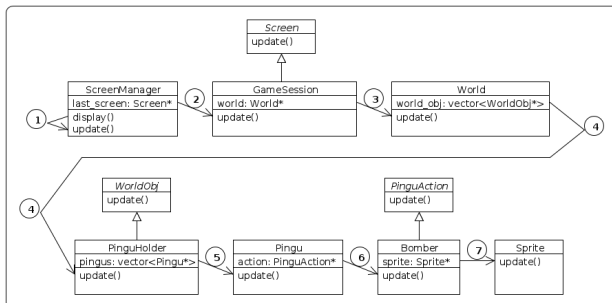 Screen
update()
ScreenManager
last_screen: Screen*
display()
update()
1
2
GameSession
world: World*
update()
3
World
world_obj: vector<WorldObj*>
update()
4
4
WorldObj
update()
PinguAction
update()
PinguHolder
pingus: vector<Pingu*>
update()
5
Pingu
action: PinguAction*
update()
6
Bomber
sprite: Sprite*
update()
7
Sprite
update()